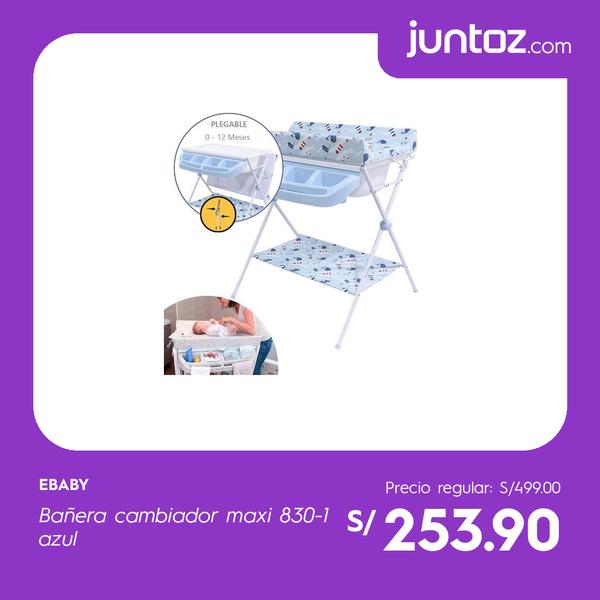 juntoz.com
PLEGABLE
0 - 12 Meses
EBABY
Bañera cambiador maxi 830-1
azul
Precio regular: S/499.00
S/ 253.90